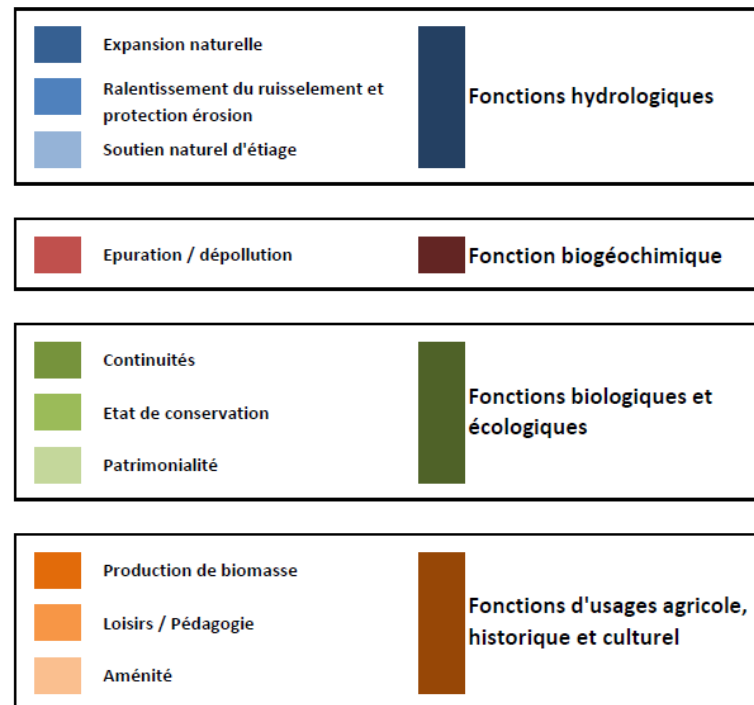 Expansion naturelle
Ralentissement du ruisselement et
protection érosion
Soutien naturel d'étiage
Fonctions hydrologiques
Epuration / dépollution
Fonction biogéochimique
Continuités
Etat de conservation
Patrimonialité
Fonctions biologiques et
écologiques
Production de biomasse
Loisirs / Pédagogie
Aménité
Fonctions d'usages agricole,
historique et culturel